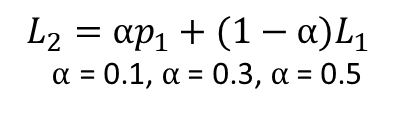 L₂ = αp₁ + (1 − α)L₁
α = 0.1, α = 0.3, α = 0.5